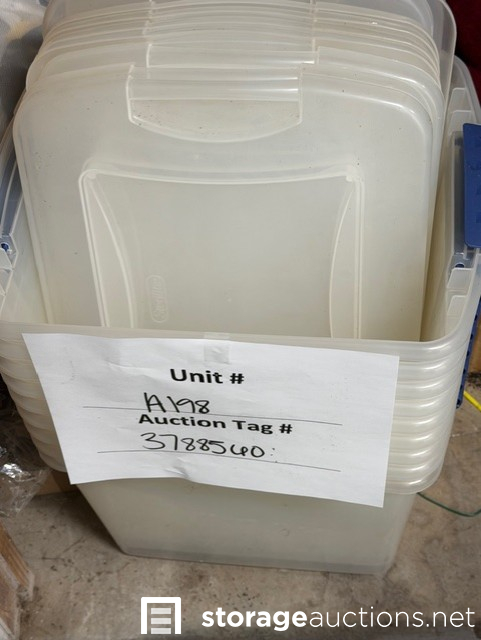 Unit #
A198
Auction Tag #
3788560:
storageauctions.net